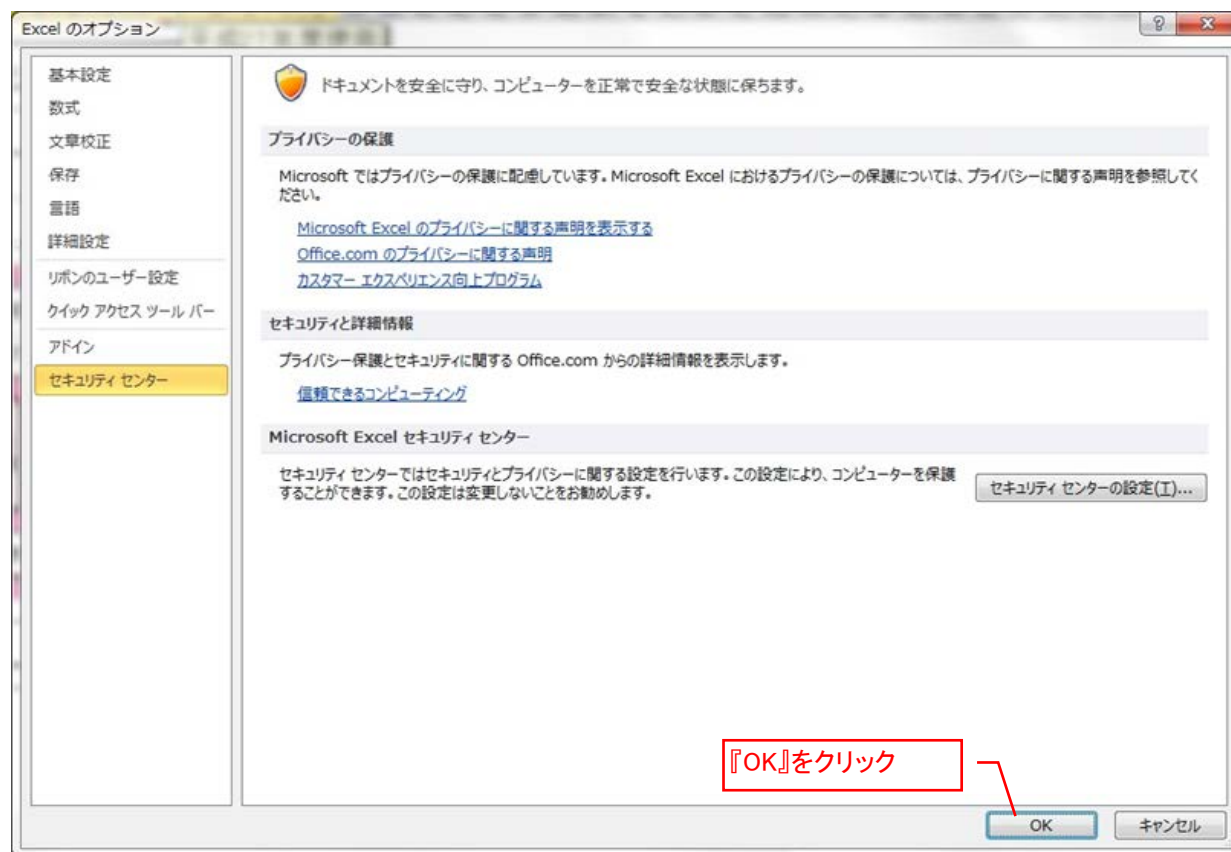 Excel のオプション
基本設定
数式
文章校正
保存
言語
詳細設定
リボンのユーザー設定
クイック アクセス ツール バー
アドイン
セキュリティ センター
ドキュメントを安全に守り、コンピューターを正常で安全な状態に保ちます。
プライバシーの保護
Microsoft ではプライバシーの保護に配慮しています。Microsoft Excel におけるプライバシーの保護については、プライバシーに関する声明を参照してく
ださい。
Microsoft Excel のプライバシーに関する声明を表示する
Office.com のプライバシーに関する声明
カスタマー エクスペリエンス向上プログラム
セキュリティと詳細情報
プライバシー保護とセキュリティに関する Office.com からの詳細情報を表示します。
信頼できるコンピューティング
Microsoft Excel セキュリティ センター
セキュリティ センターではセキュリティとプライバシーに関する設定を行います。この設定により、コンピューターを保護
することができます。この設定は変更しないことをお勧めします。
セキュリティ センターの設定(T)...
『OK』をクリック
OK
キャンセル